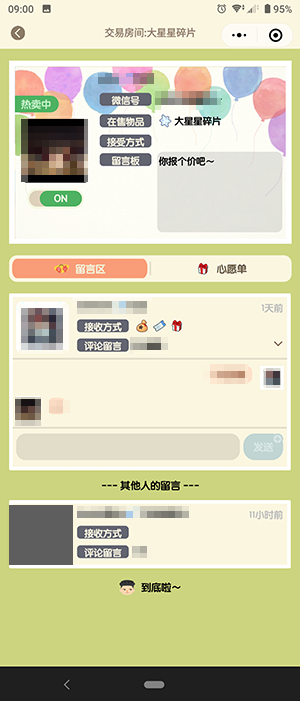 09:00
95%
交易房间:大星星碎片
热卖中
微信号
在售物品 大星星碎片
接受方式
留言板 你报个价吧～
ON
留言区 心愿单
1天前
接收方式
评论留言
发送
--- 其他人的留言 ---
11小时前
接收方式
评论留言
到底啦～